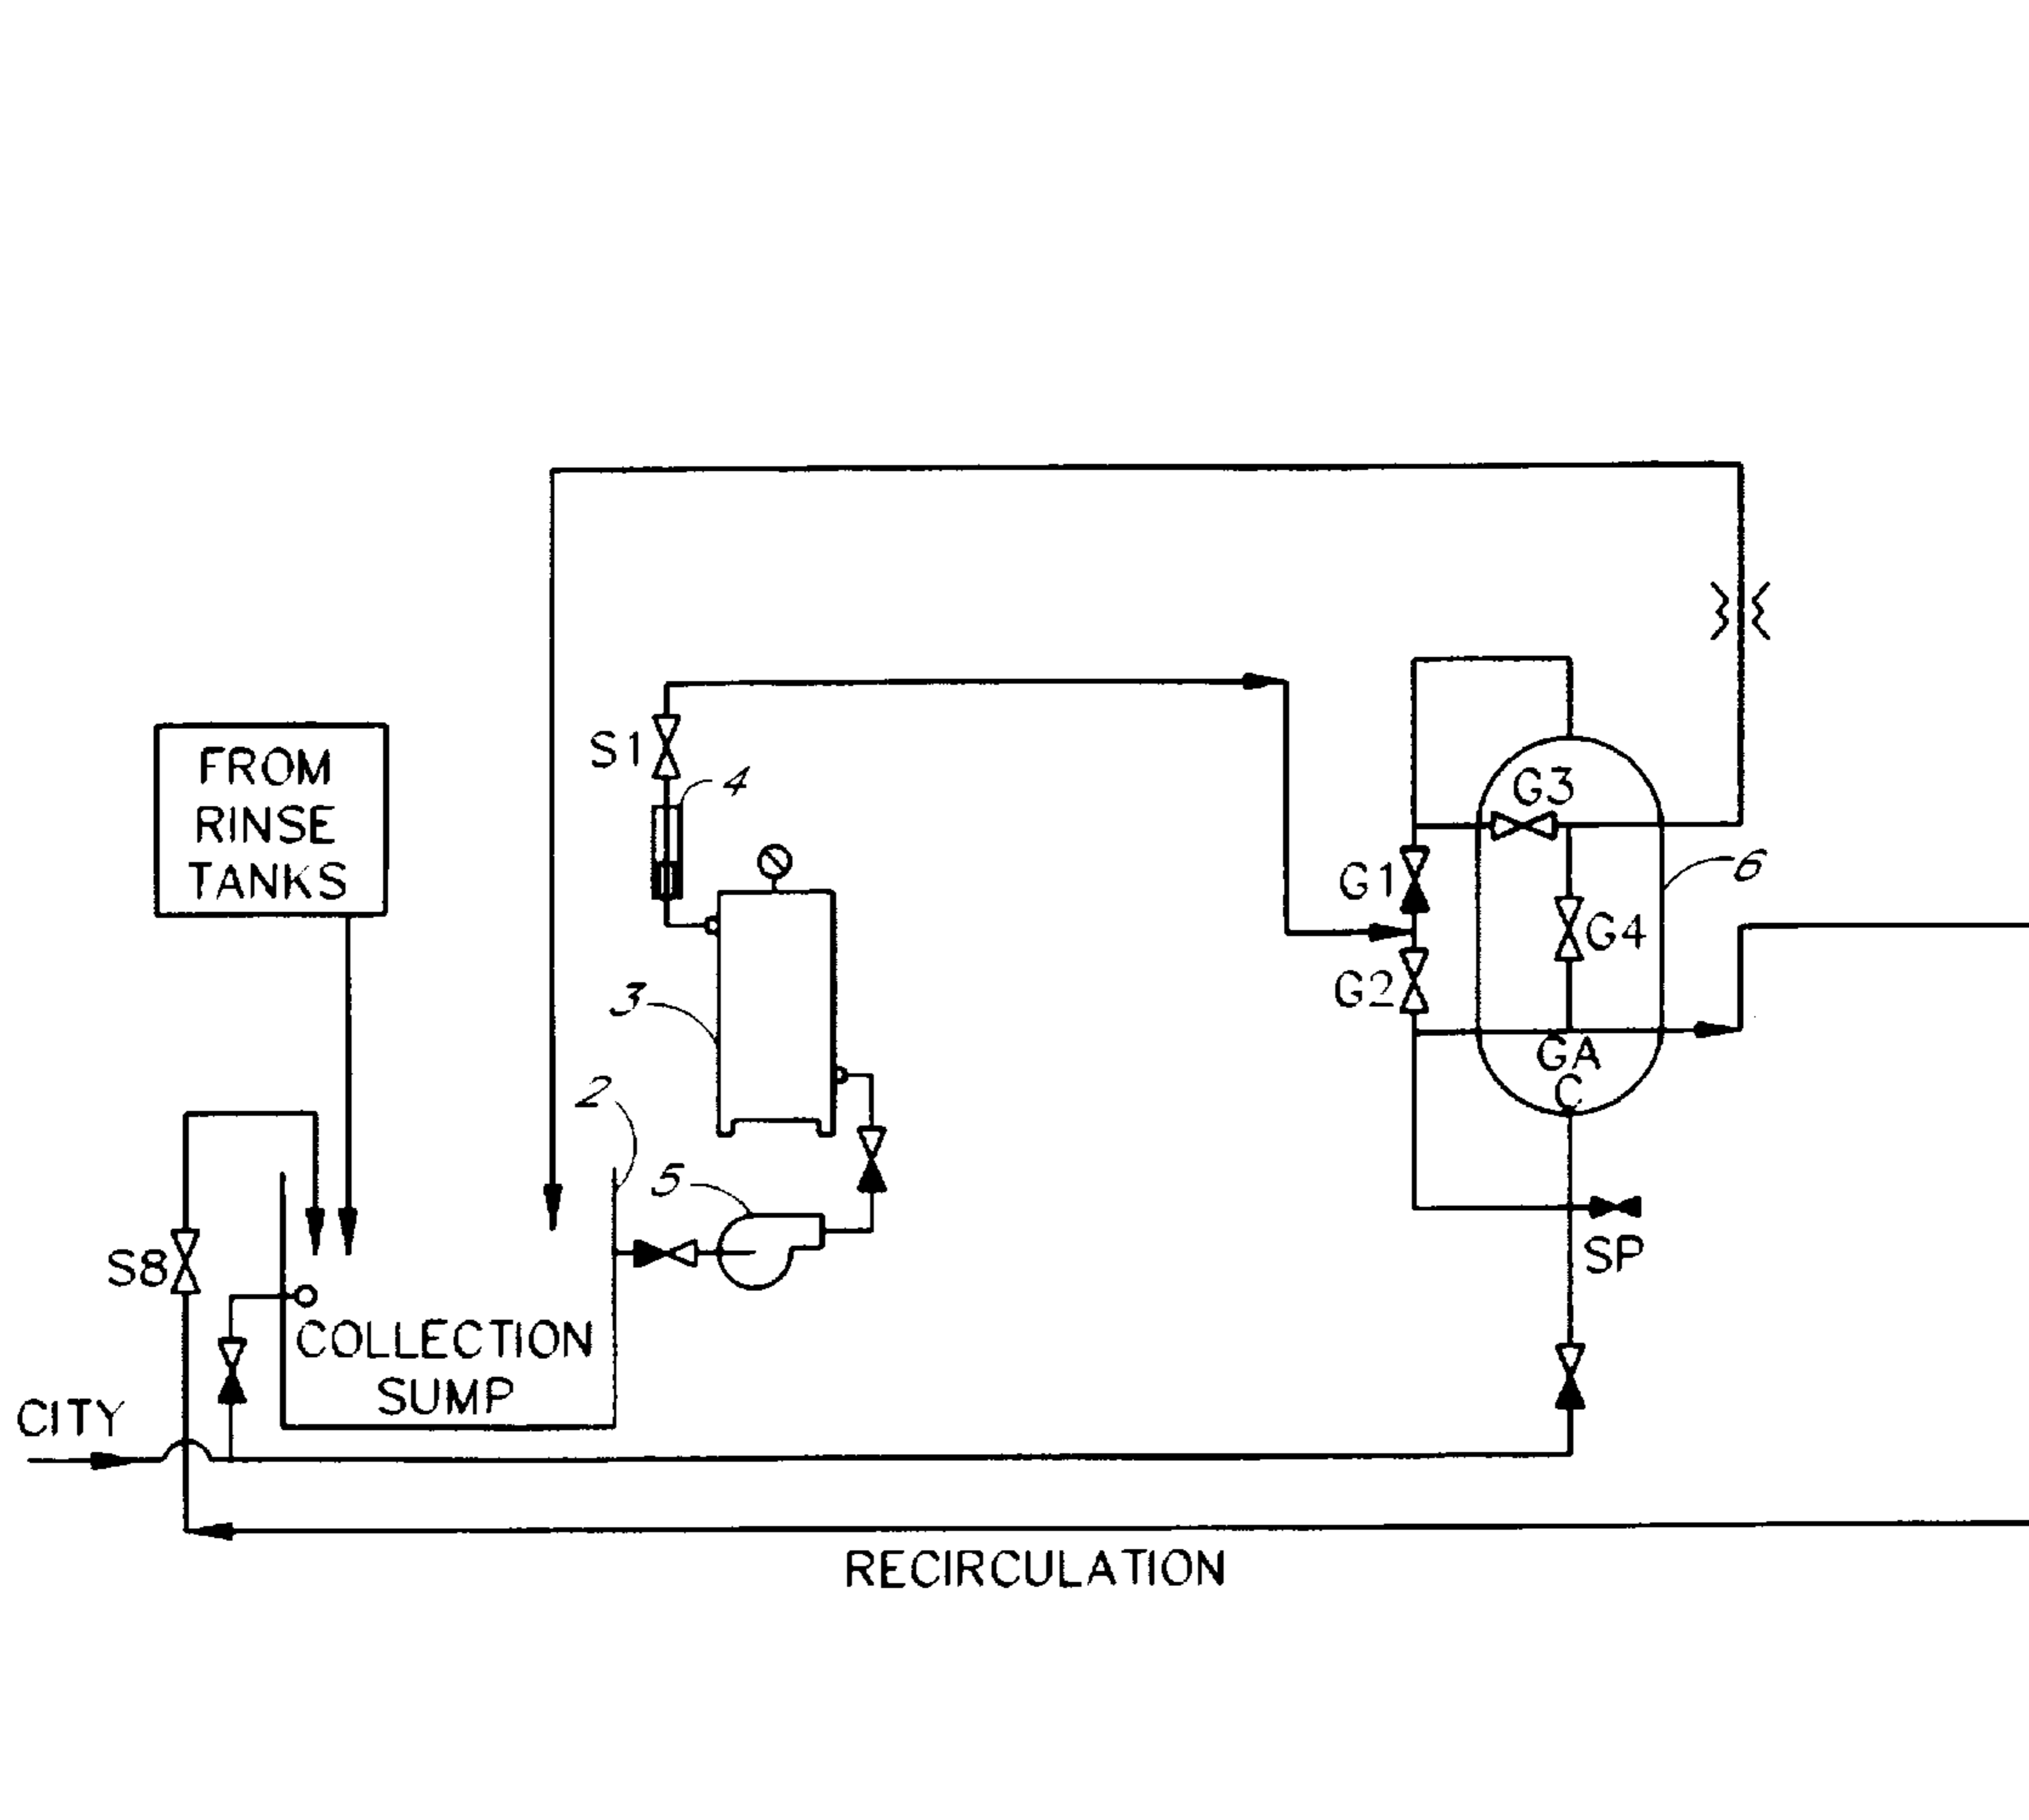 S1
4
FROM
RINSE
TANKS
G3
6
G1
G4
G2
3
GA
C
2
5
S8
SP
COLLECTION
SUMP
CITY
RECIRCULATION